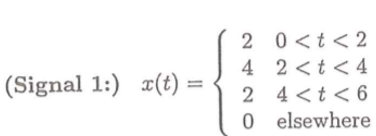 (Signal 1:) x(t) = { 2 0 < t < 2
4 2 < t < 4
2 4 < t < 6
0 elsewhere